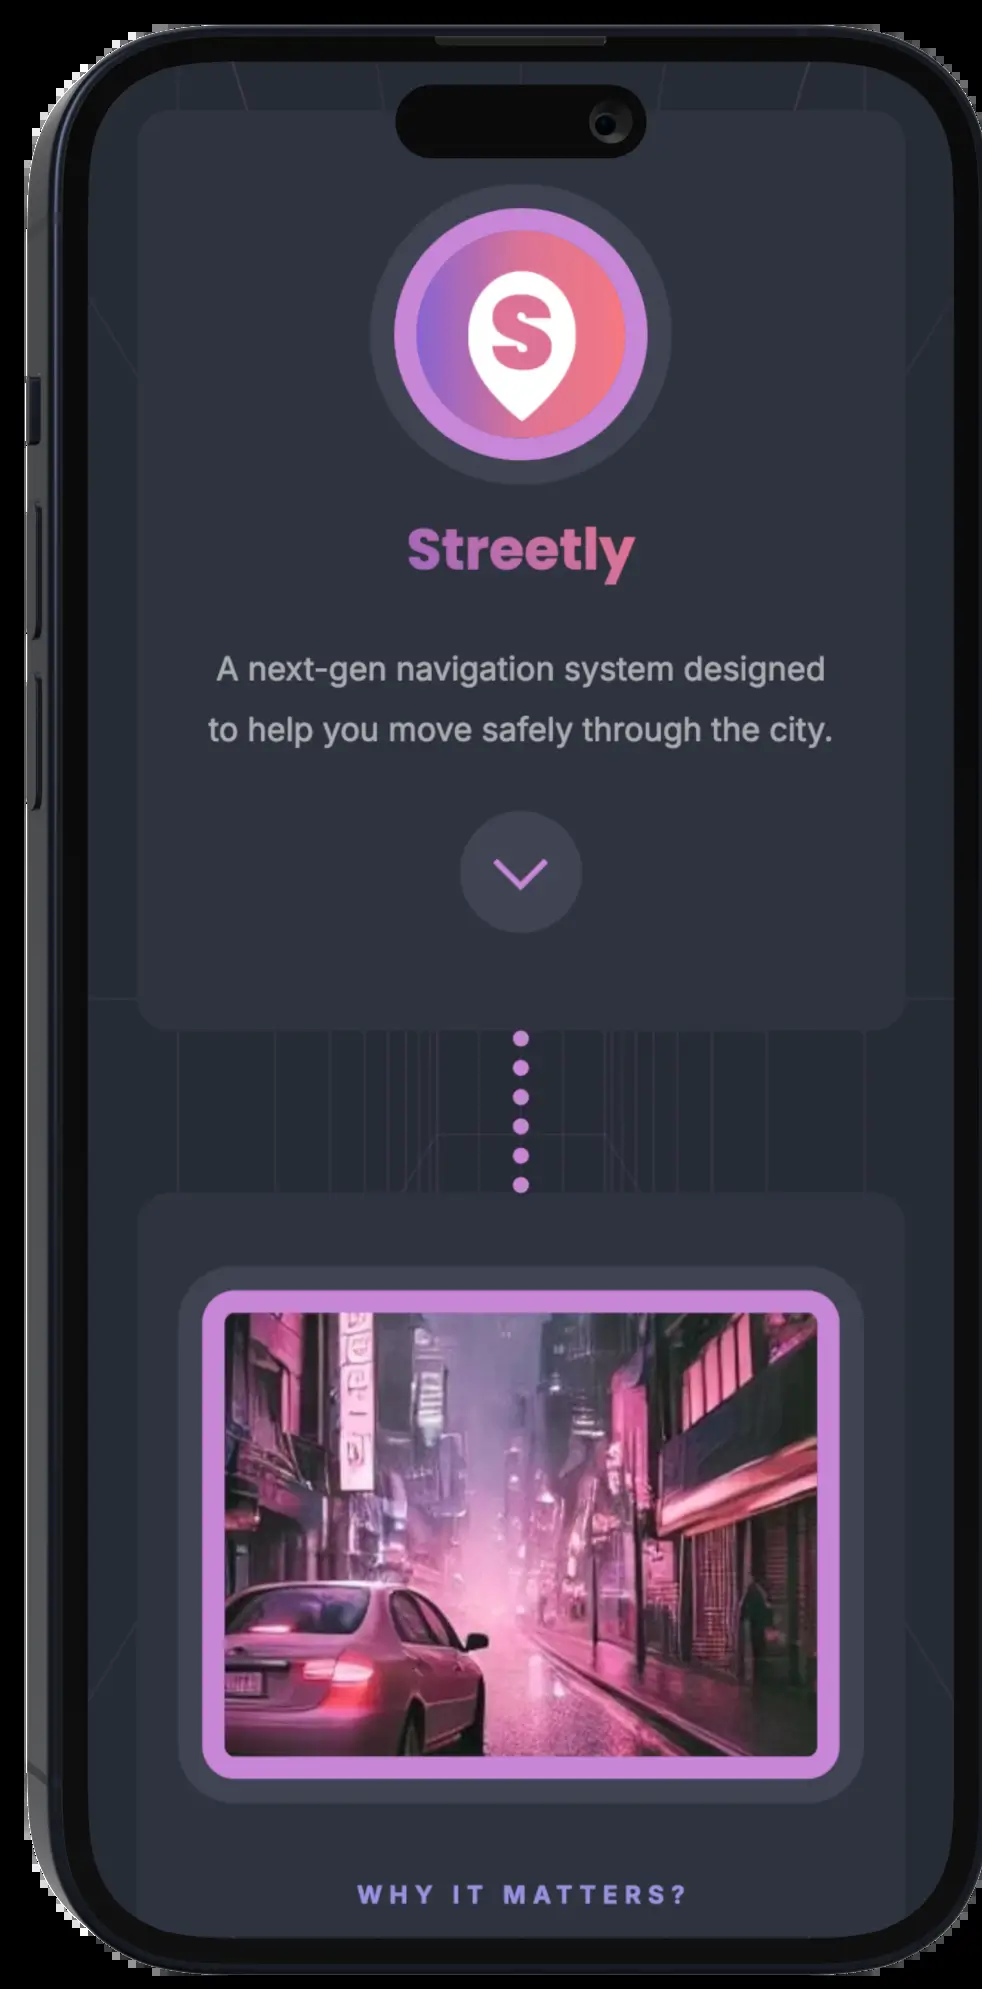 S
Streetly
A next-gen navigation system designed
to help you move safely through the city.
WHY IT MATTERS?